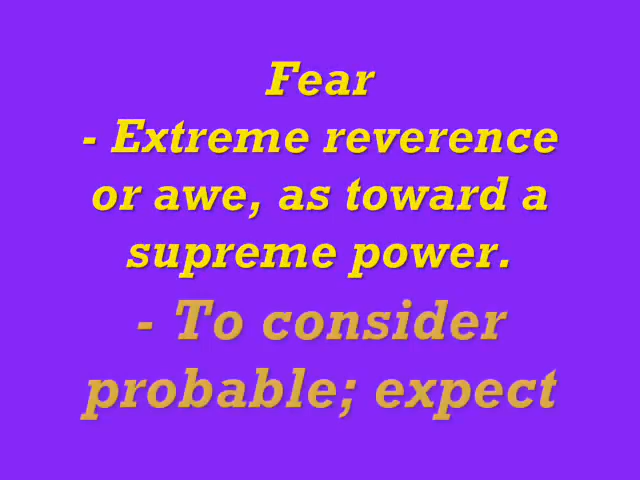 Fear
- Extreme reverence
or awe, as toward a
supreme power.
- To consider
probable; expect